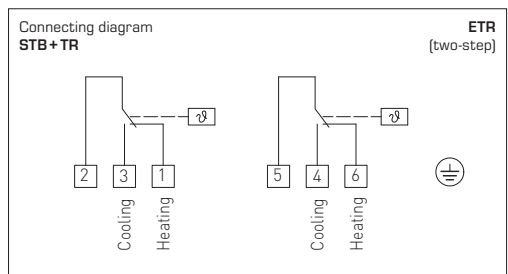 Connecting diagram
STB+TR
ETR
(two-step)
ϑ
ϑ
2
3
1
5
4
6
Cooling
Heating
Cooling
Heating